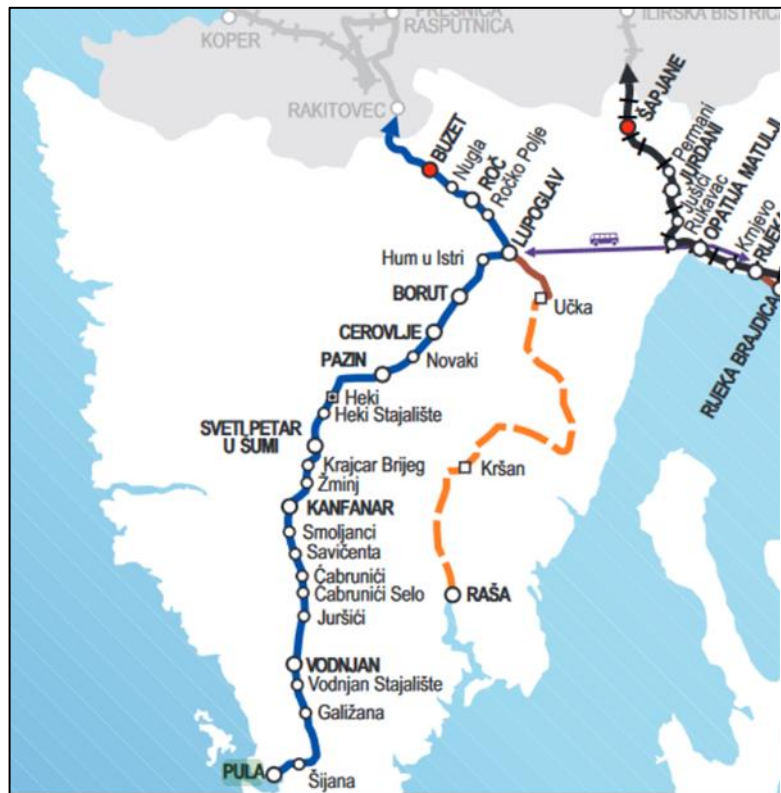 PRESNICA
RASPUTNICA
ILIRSKA BISTRICA
KOPER
RAKITOVEC
ŠAPJANE
BUZET
Nugla
ROČ
Ročko Polje
LUPOGLAV
Permani
JURDANI
Jušići
Rukavac
OPATIJA MATULJI
Krnjevo
RIJEKA
RIJEKA BRAJDICA
Hum u Istri
BORUT
Učka
CEROVLJE
Novaki
PAZIN
Heki
Heki Stajalište
SVETI PETAR
U ŠUMI
Krajcar Brijeg
Žminj
Kršan
KANFANAR
Smoljanci
Savičenta
Čabrunići
Čabrunići Selo
RAŠA
Juršići
VODNJAN
Vodnjan Stajalište
Galižana
PULA
Šijana